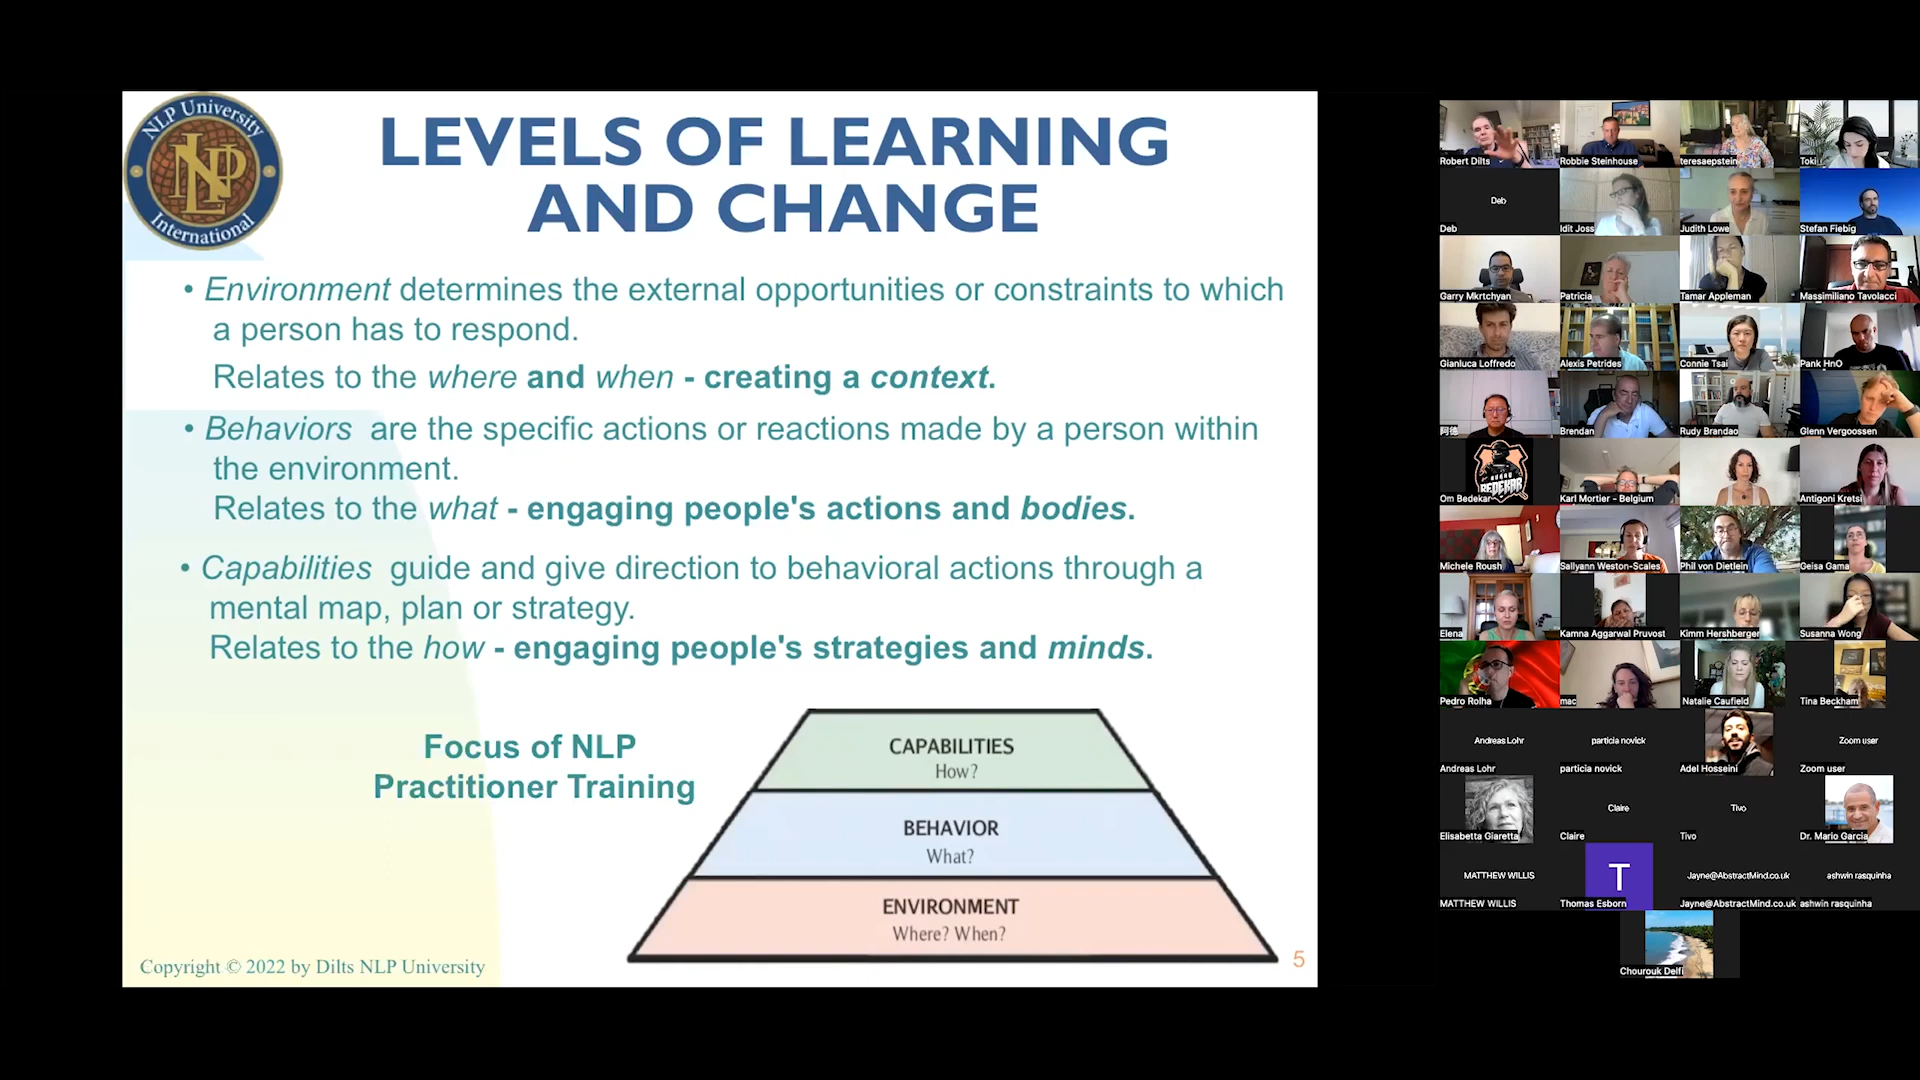 NLP University
NLP
International
LEVELS OF LEARNING
AND CHANGE
• Environment determines the external opportunities or constraints to which
a person has to respond.
Relates to the where and when - creating a context.
• Behaviors are the specific actions or reactions made by a person within
the environment.
Relates to the what - engaging people's actions and bodies.
• Capabilities guide and give direction to behavioral actions through a
mental map, plan or strategy.
Relates to the how - engaging people's strategies and minds.
Focus of NLP
Practitioner Training
CAPABILITIES
How?
BEHAVIOR
What?
ENVIRONMENT
Where? When?
Copyright © 2022 by Dilts NLP University
5
Robert Dilts
Robbie Steinhouse
teresaepstein
Toki
Deb
Deb
Idit Joss
Judith Lowe
Stefan Fiebig
Garry Mkrtchyan
Patricia
Tamar Appleman
Massimiliano Tavolacci
Gianluca Loffredo
Alexis Petrides
Connie Tsai
Pank HnO
阿德
Brendan
Rudy Brandao
Glenn Vergoossen
BEDEKAR
Om Bedekar
Karl Mortier - Belgium
Antigoni Kretsi
Michele Roush
Sallyann Weston-Scales
Phil von Dietlein
Geisa Gama
Elena
Kamna Aggarwal Pruvost
Kimm Hershberger
Susanna Wong
Pedro Rolha
mac
Natalie Caufield
Tina Beckham
Andreas Lohr
particia novick
Zoom user
Andreas Lohr
particia novick
Adel Hosseini
Zoom user
Claire
Tivo
Elisabetta Giaretta
Claire
Tivo
Dr. Mario Garcia
MATTHEW WILLIS
T
Jayne@AbstractMind.co.uk
ashwin rasquinha
MATTHEW WILLIS
Thomas Esborn
Jayne@AbstractMind.co.uk
ashwin rasquinha
Chourouk Delfi